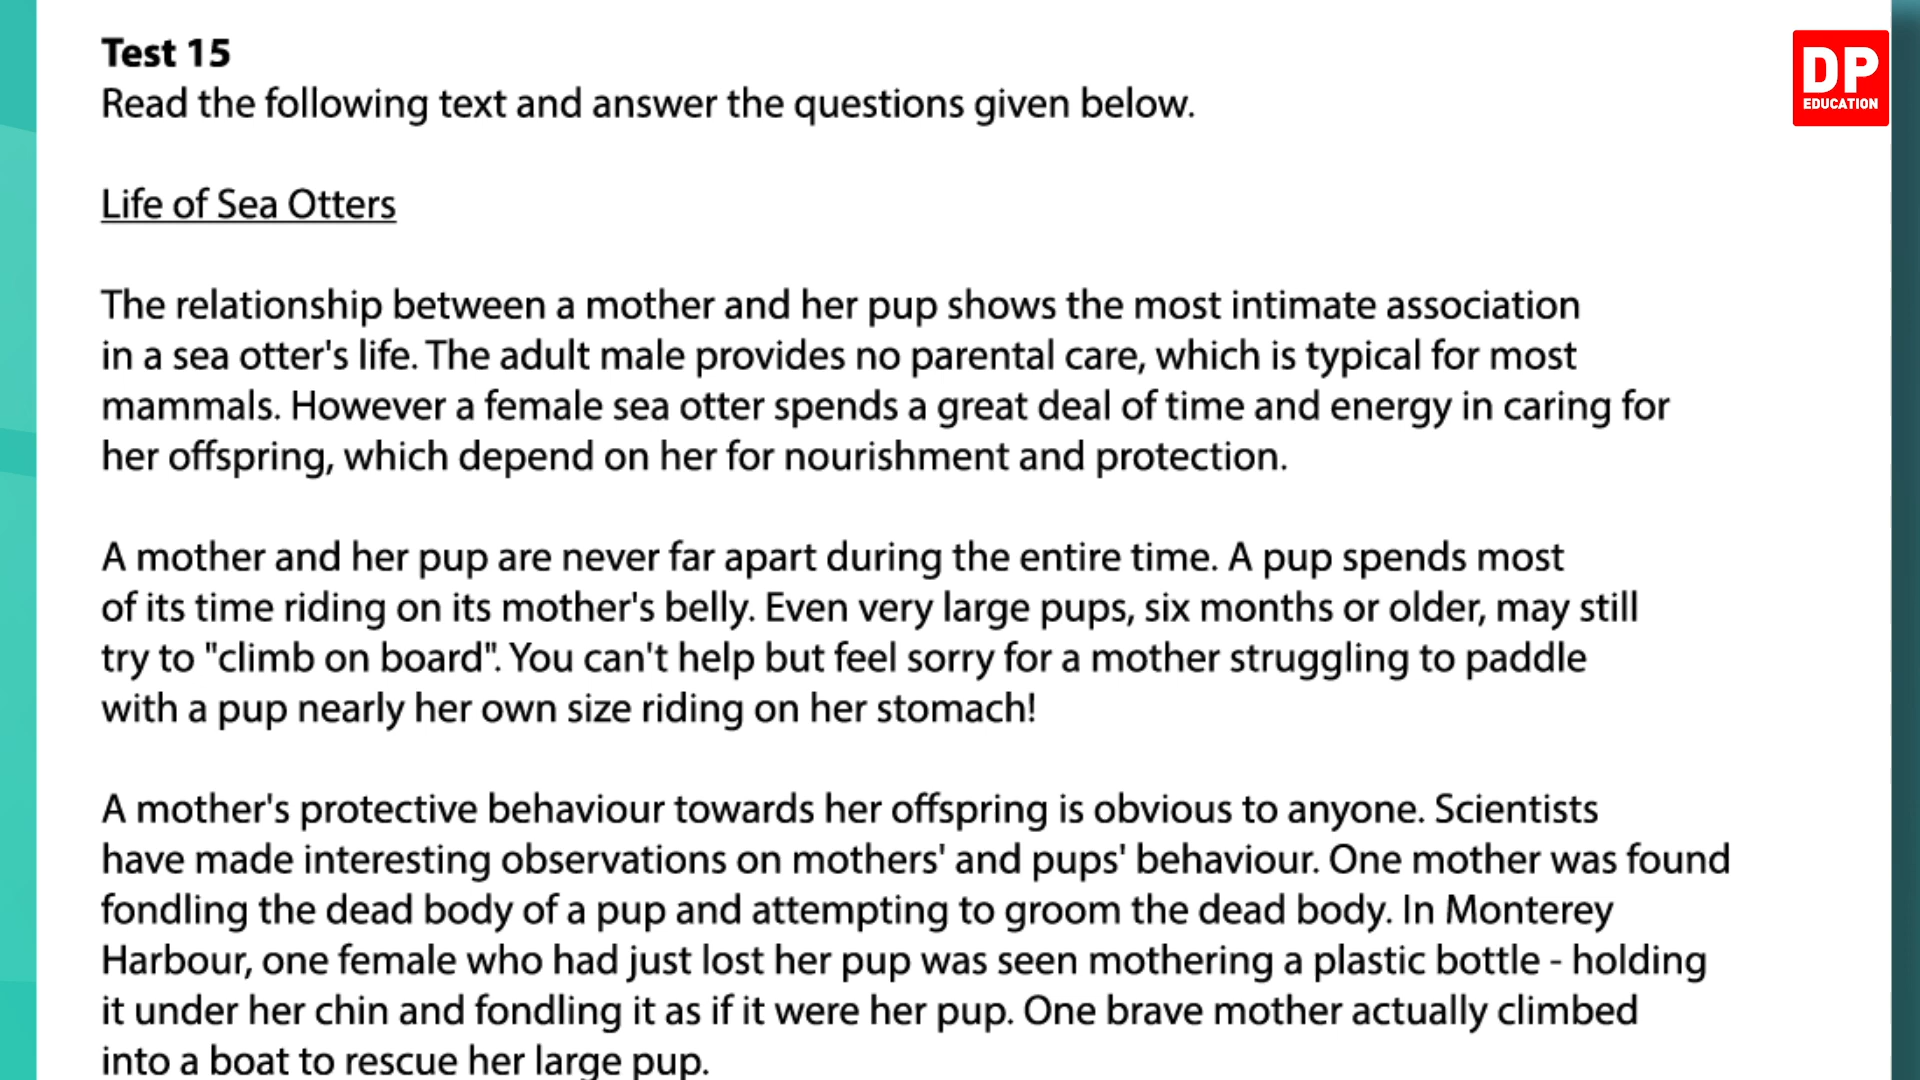 Test 15
DP
EDUCATION
Read the following text and answer the questions given below.
Life of Sea Otters
The relationship between a mother and her pup shows the most intimate association
in a sea otter's life. The adult male provides no parental care, which is typical for most
mammals. However a female sea otter spends a great deal of time and energy in caring for
her offspring, which depend on her for nourishment and protection.
A mother and her pup are never far apart during the entire time. A pup spends most
of its time riding on its mother's belly. Even very large pups, six months or older, may still
try to "climb on board". You can't help but feel sorry for a mother struggling to paddle
with a pup nearly her own size riding on her stomach!
A mother's protective behaviour towards her offspring is obvious to anyone. Scientists
have made interesting observations on mothers' and pups' behaviour. One mother was found
fondling the dead body of a pup and attempting to groom the dead body. In Monterey
Harbour, one female who had just lost her pup was seen mothering a plastic bottle - holding
it under her chin and fondling it as if it were her pup. One brave mother actually climbed
into a boat to rescue her large pup.